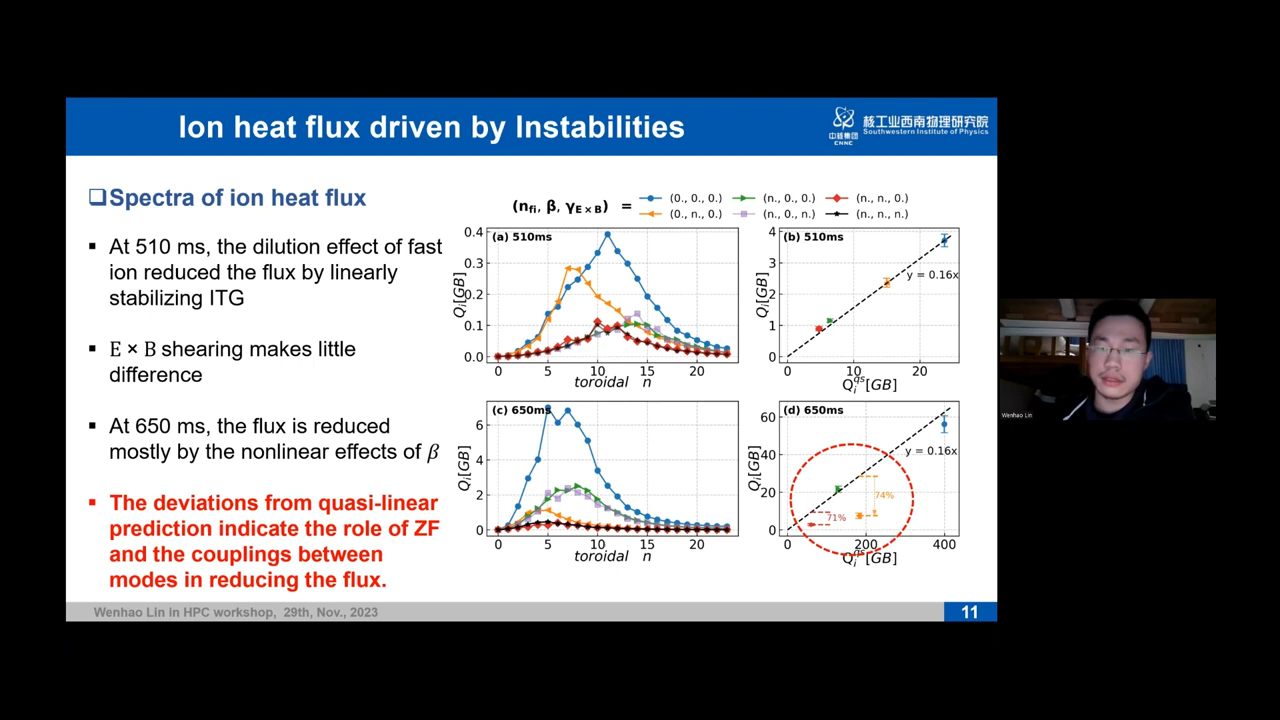 Ion heat flux driven by Instabilities
核工业西南物理研究院
Southwestern Institute of Physics
中核集团
CNNC
Spectra of ion heat flux
▪ At 510 ms, the dilution effect of fast
ion reduced the flux by linearly
stabilizing ITG
▪ E × B shearing makes little
difference
▪ At 650 ms, the flux is reduced
mostly by the nonlinear effects of β
▪ The deviations from quasi-linear
prediction indicate the role of ZF
and the couplings between
modes in reducing the flux.
(n_fi, β, γ_E×B) =
(0., 0., 0.) (n., 0., 0.) (n., n., 0.)
(0., n., 0.) (n., 0., n.) (n., n., n.)
(a) 510ms
0.4
0.3
0.2
0.1
0.0
Q_i[GB]
0 5 10 15 20
toroidal n
(b) 510ms
4
3
2
1
0
Q_i[GB]
y = 0.16x
0 10 20
Q_i^qs[GB]
(c) 650ms
6
4
2
0
Q_i[GB]
0 5 10 15 20
toroidal n
(d) 650ms
60
40
20
0
Q_i[GB]
y = 0.16x
74%
71%
0 200 400
Q_i^qs[GB]
Wenhao Lin in HPC workshop, 29th, Nov., 2023
11
Wenhao Lin